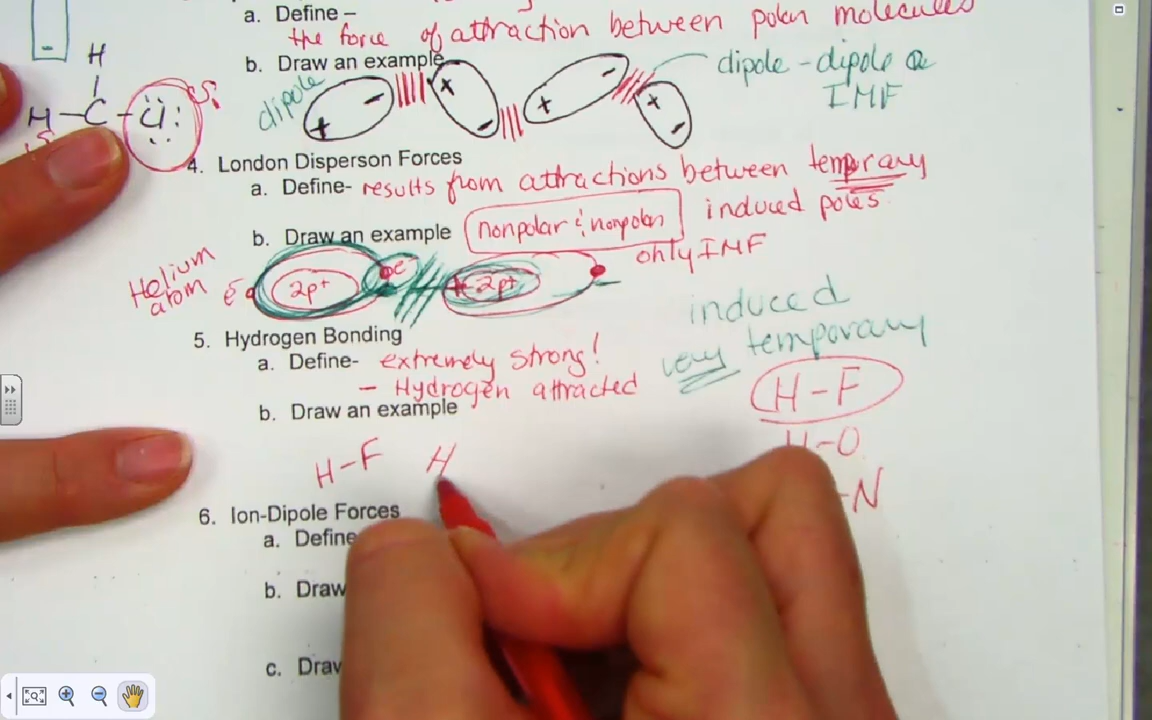 a. Define –
the force of attraction between polar molecules
b. Draw an example
dipole
dipole - dipole
IMF
+ - + - + - + -
H
H - C - Cl
4. London Disperson Forces
a. Define- results from attractions between temprary
induced poles
b. Draw an example nonpolar & nonpolar
only IMF
Helium
atom
e- 2p+ e- 2p+
induced
very temporary
5. Hydrogen Bonding
a. Define- extremely strong!
- Hydrogen attracted
b. Draw an example
H-F
H-O
-N
H-F H
6. Ion-Dipole Forces
a. Define
b. Draw
c. Draw